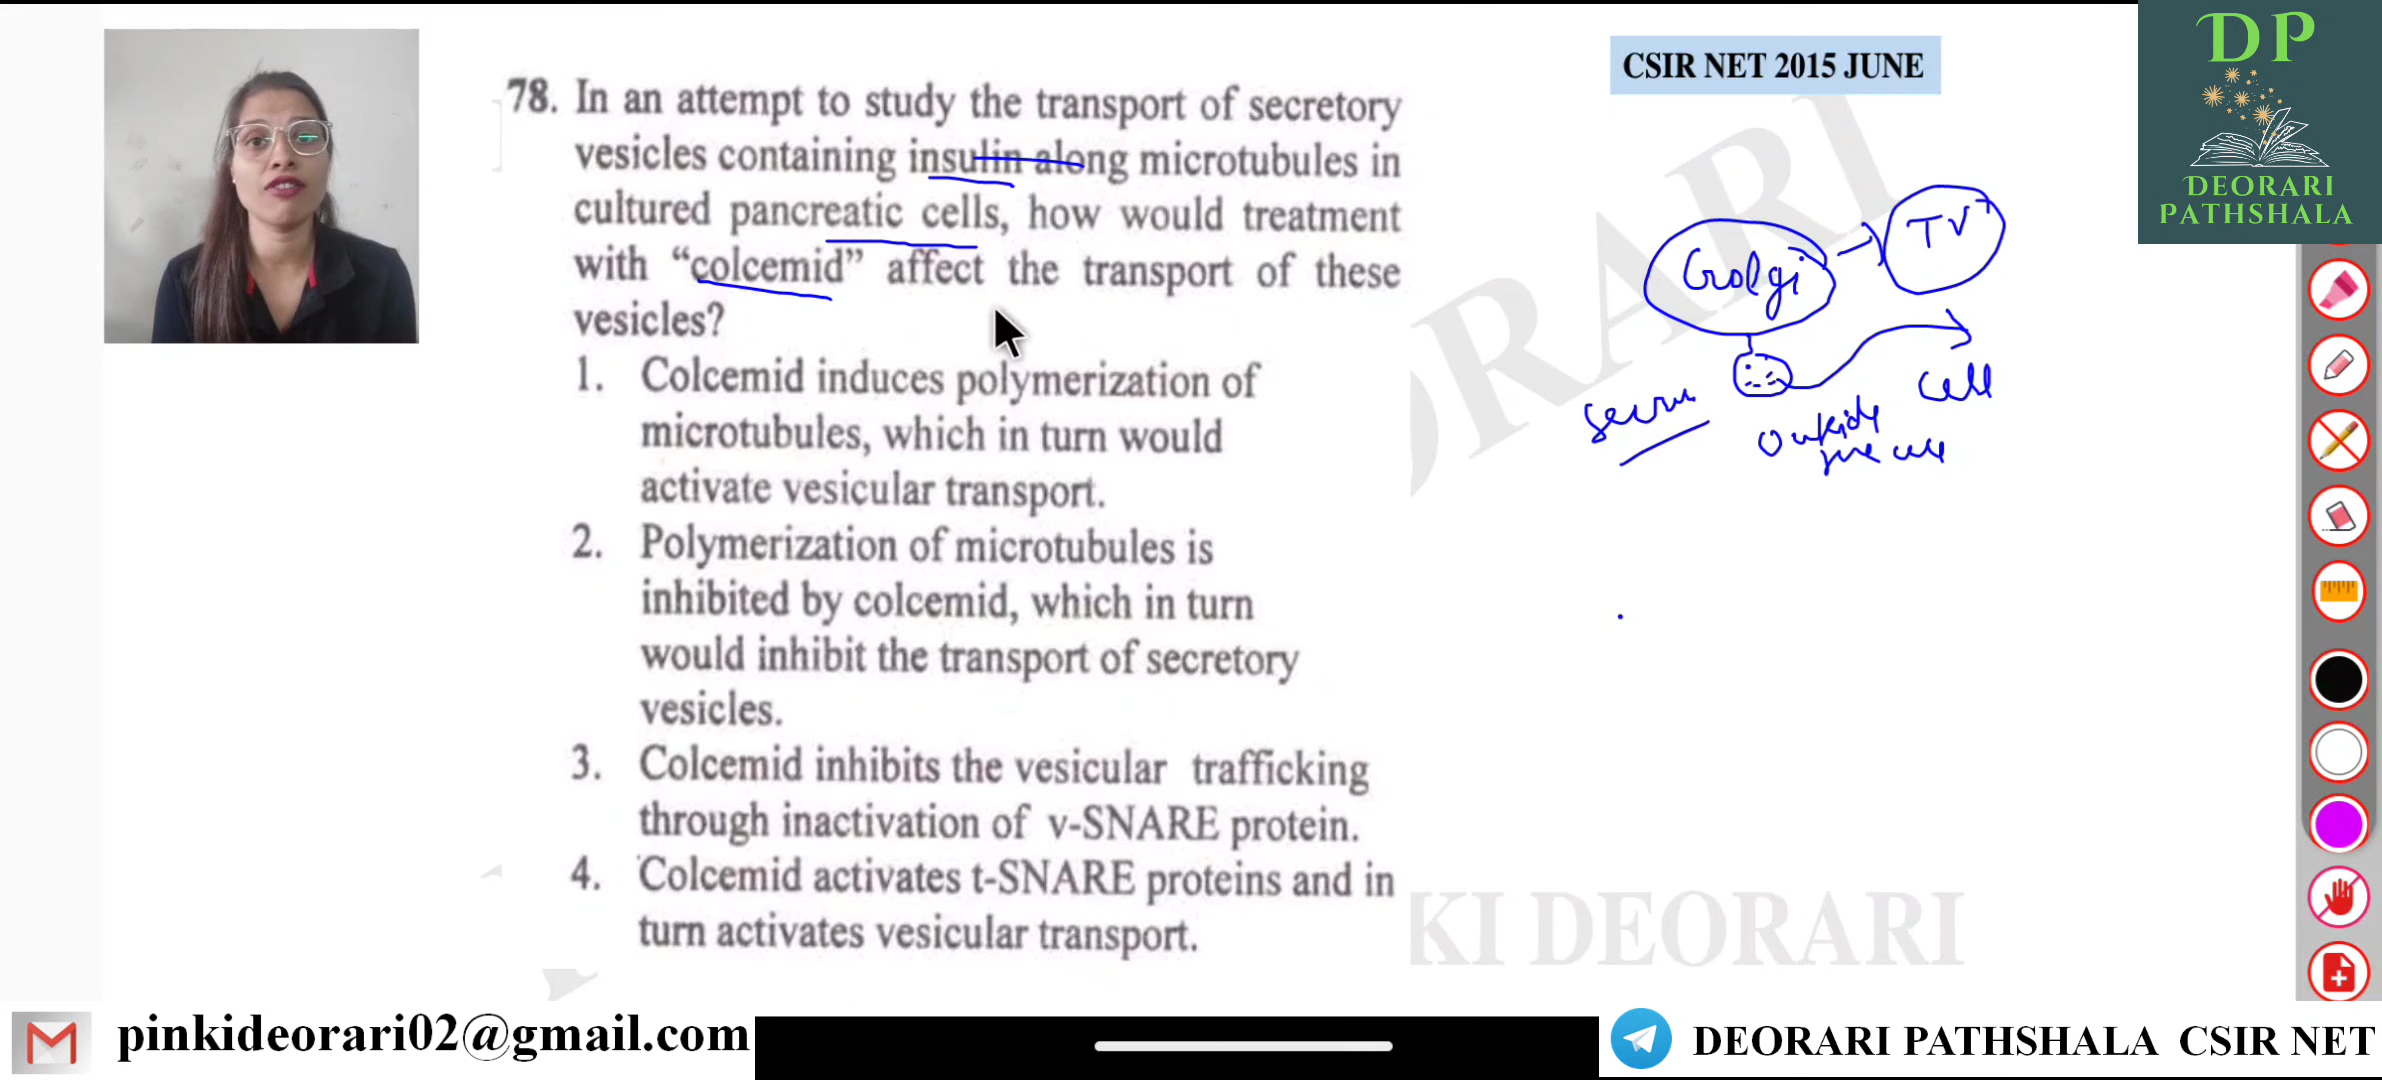 CSIR NET 2015 JUNE
DP
DEORARI
PATHSHALA
78. In an attempt to study the transport of secretory
vesicles containing insulin along microtubules in
cultured pancreatic cells, how would treatment
with “colcemid” affect the transport of these
vesicles?
1. Colcemid induces polymerization of
microtubules, which in turn would
activate vesicular transport.
2. Polymerization of microtubules is
inhibited by colcemid, which in turn
would inhibit the transport of secretory
vesicles.
3. Colcemid inhibits the vesicular trafficking
through inactivation of v-SNARE protein.
4. Colcemid activates t-SNARE proteins and in
turn activates vesicular transport.
Golgi
TV
cell
outside
ORARI
KI DEORARI
pinkideorari02@gmail.com
DEORARI PATHSHALA CSIR NET